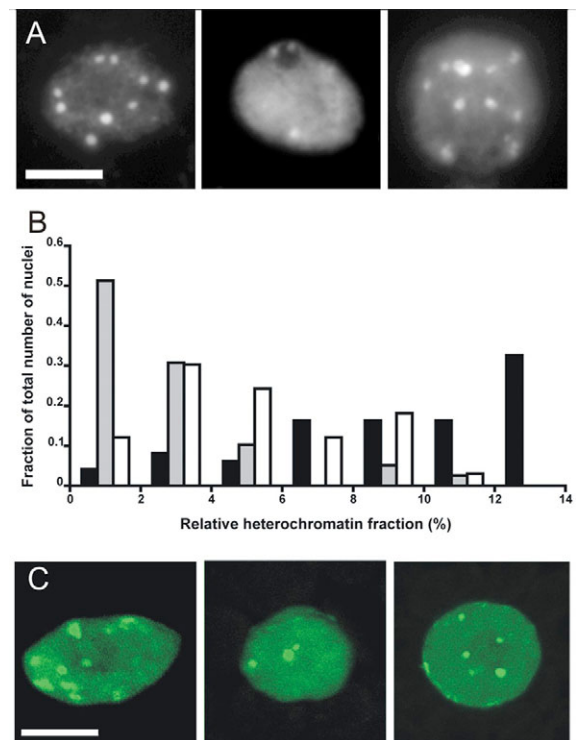 A
B
Fraction of total number of nuclei
0.6
0.5
0.4
0.3
0.2
0.1
0
0 2 4 6 8 10 12 14
Relative heterochromatin fraction (%)
C